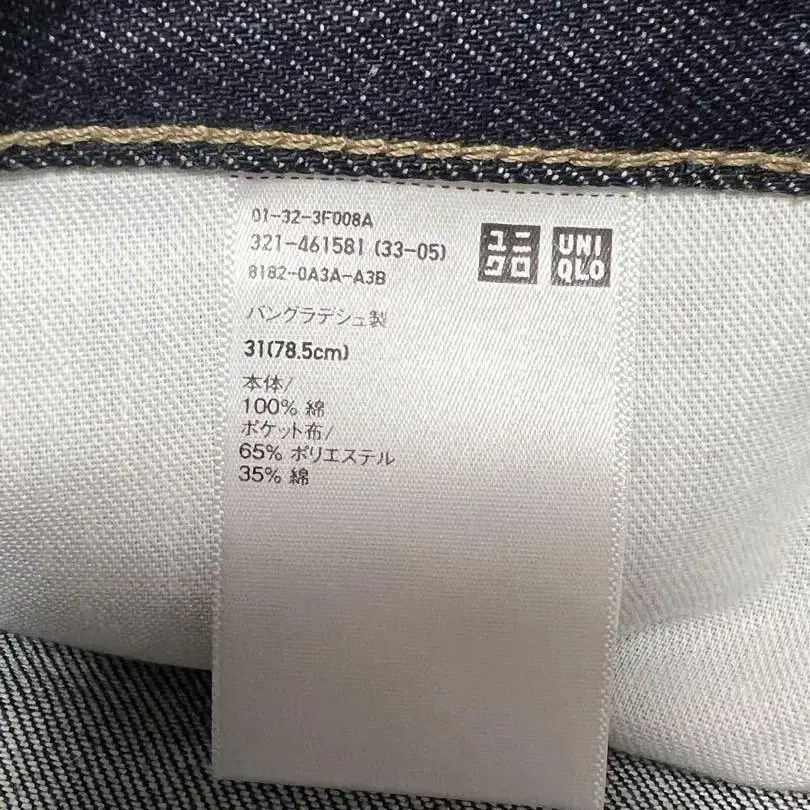 01-32-3F008A
321-461581 (33-05)
8182-0A3A-A3B
ユニ
クロ
UNI
QLO
バングラデシュ製
31(78.5cm)
本体/
100% 綿
ポケット布/
65% ポリエステル
35% 綿